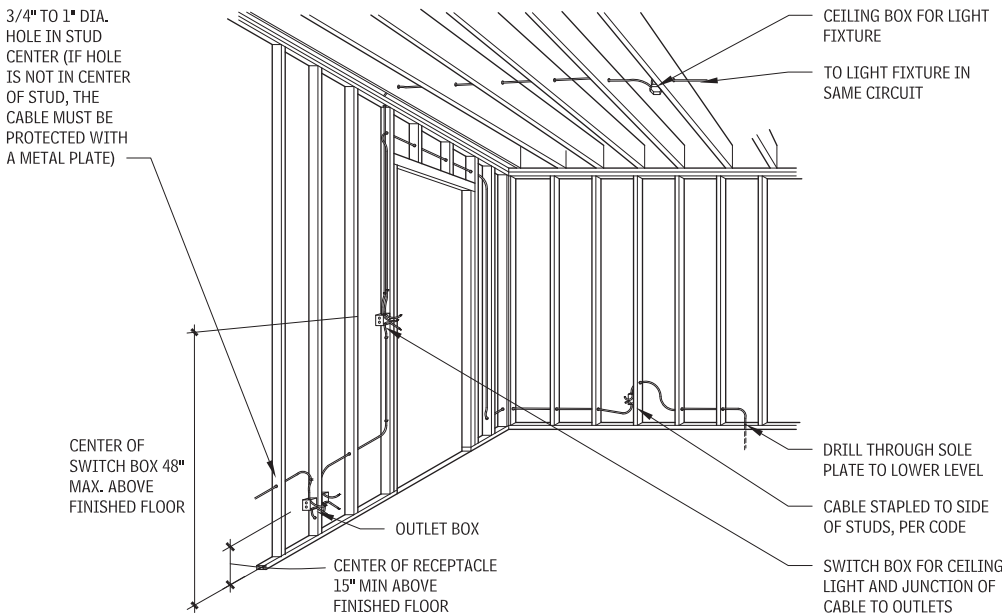 3/4" TO 1" DIA.
HOLE IN STUD
CENTER (IF HOLE
IS NOT IN CENTER
OF STUD, THE
CABLE MUST BE
PROTECTED WITH
A METAL PLATE)
CEILING BOX FOR LIGHT
FIXTURE
TO LIGHT FIXTURE IN
SAME CIRCUIT
CENTER OF
SWITCH BOX 48"
MAX. ABOVE
FINISHED FLOOR
OUTLET BOX
CENTER OF RECEPTACLE
15" MIN ABOVE
FINISHED FLOOR
DRILL THROUGH SOLE
PLATE TO LOWER LEVEL
CABLE STAPLED TO SIDE
OF STUDS, PER CODE
SWITCH BOX FOR CEILING
LIGHT AND JUNCTION OF
CABLE TO OUTLETS